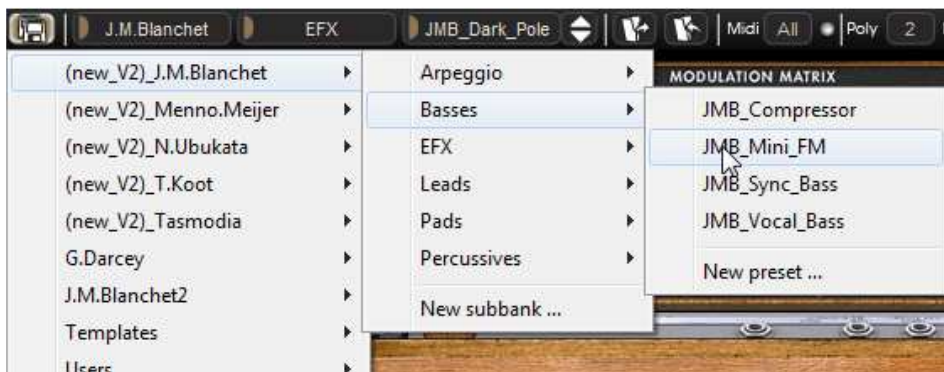 J.M.Blanchet EFX JMB_Dark_Pole Midi All Poly 2
(new_V2)_J.M.Blanchet
(new_V2)_Menno.Meijer
(new_V2)_N.Ubukata
(new_V2)_T.Koot
(new_V2)_Tasmodia
G.Darcey
J.M.Blanchet2
Templates
Users
Arpeggio
Basses
EFX
Leads
Pads
Percussives
New subbank ...
MODULATION MATRIX
JMB_Compressor
JMB_Mini_FM
JMB_Sync_Bass
JMB_Vocal_Bass
New preset ...